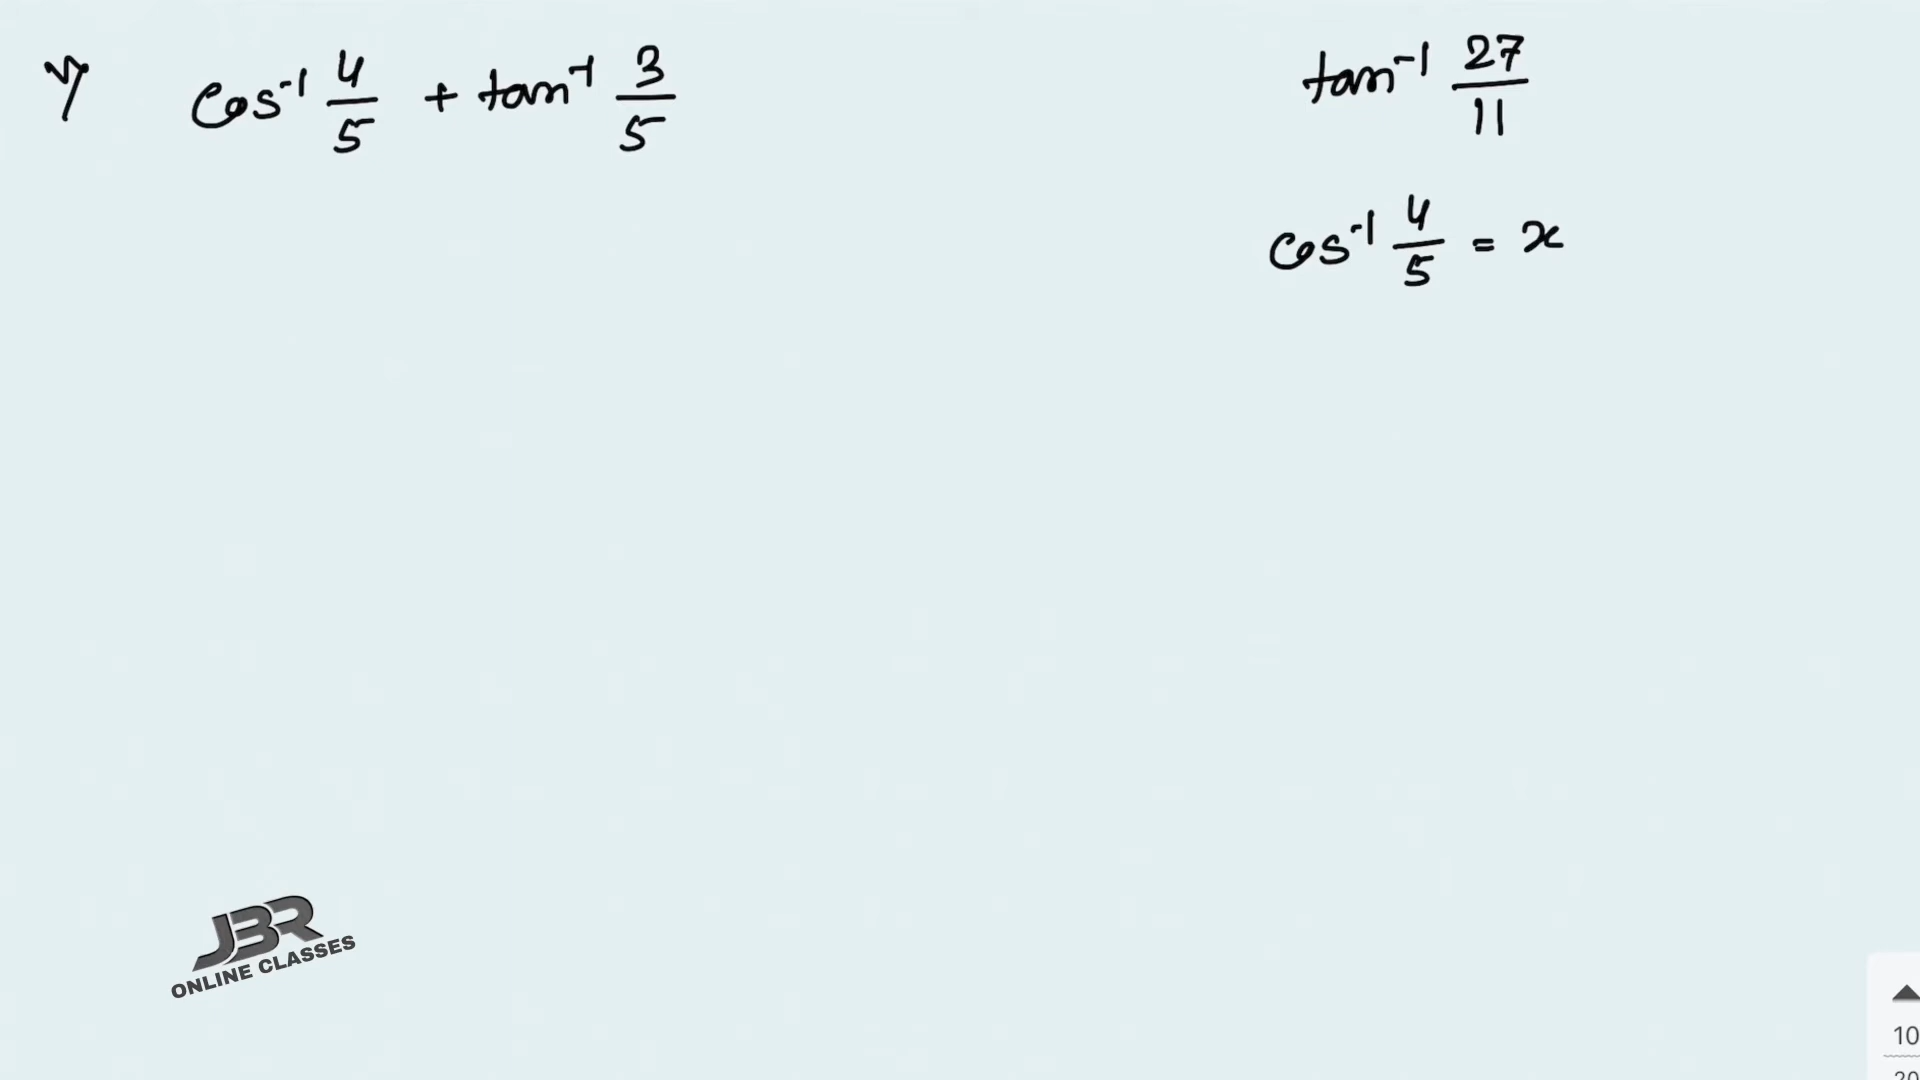 cos⁻¹ 4/5 + tan⁻¹ 3/5
tan⁻¹ 27/11
cos⁻¹ 4/5 = x
JBR
ONLINE CLASSES
10
20